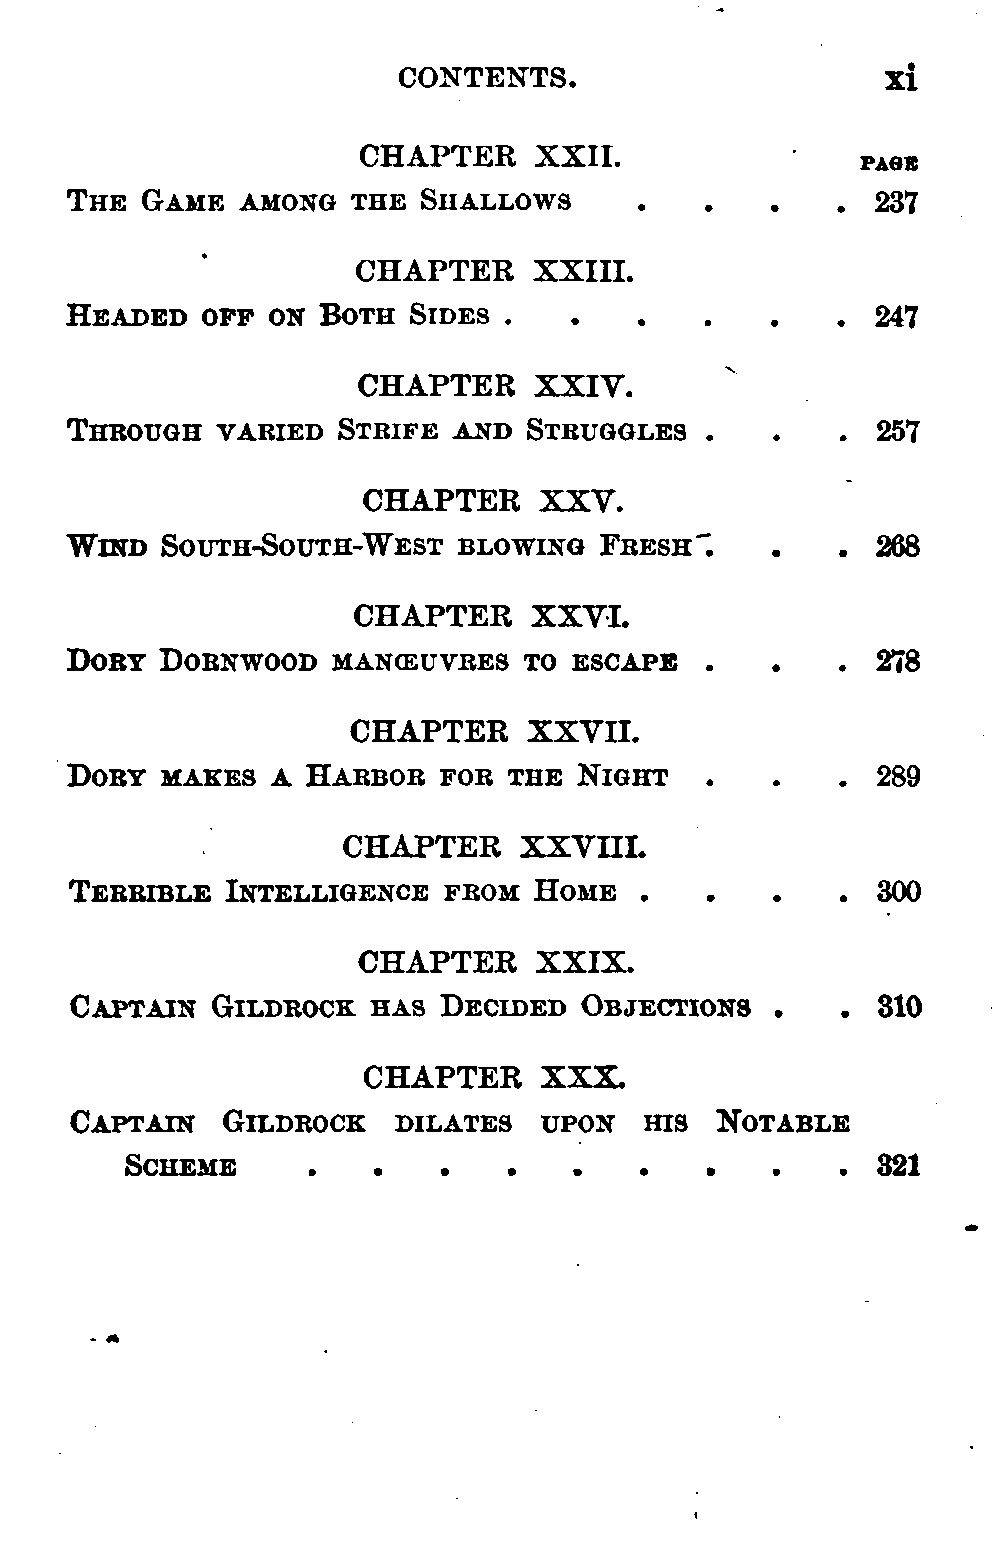 CONTENTS. xi
CHAPTER XXII. PAGE
THE GAME AMONG THE SHALLOWS . . . . 237
CHAPTER XXIII.
HEADED OFF ON BOTH SIDES . . . . . . 247
CHAPTER XXIV.
THROUGH VARIED STRIFE AND STRUGGLES . . . 257
CHAPTER XXV.
WIND SOUTH-SOUTH-WEST BLOWING FRESH . . . 268
CHAPTER XXVI.
DORY DORNWOOD MANŒUVRES TO ESCAPE . . . 278
CHAPTER XXVII.
DORY MAKES A HARBOR FOR THE NIGHT . . . 289
CHAPTER XXVIII.
TERRIBLE INTELLIGENCE FROM HOME . . . . 300
CHAPTER XXIX.
CAPTAIN GILDROCK HAS DECIDED OBJECTIONS . . 310
CHAPTER XXX.
CAPTAIN GILDROCK DILATES UPON HIS NOTABLE
SCHEME . . . . . . . . . 321